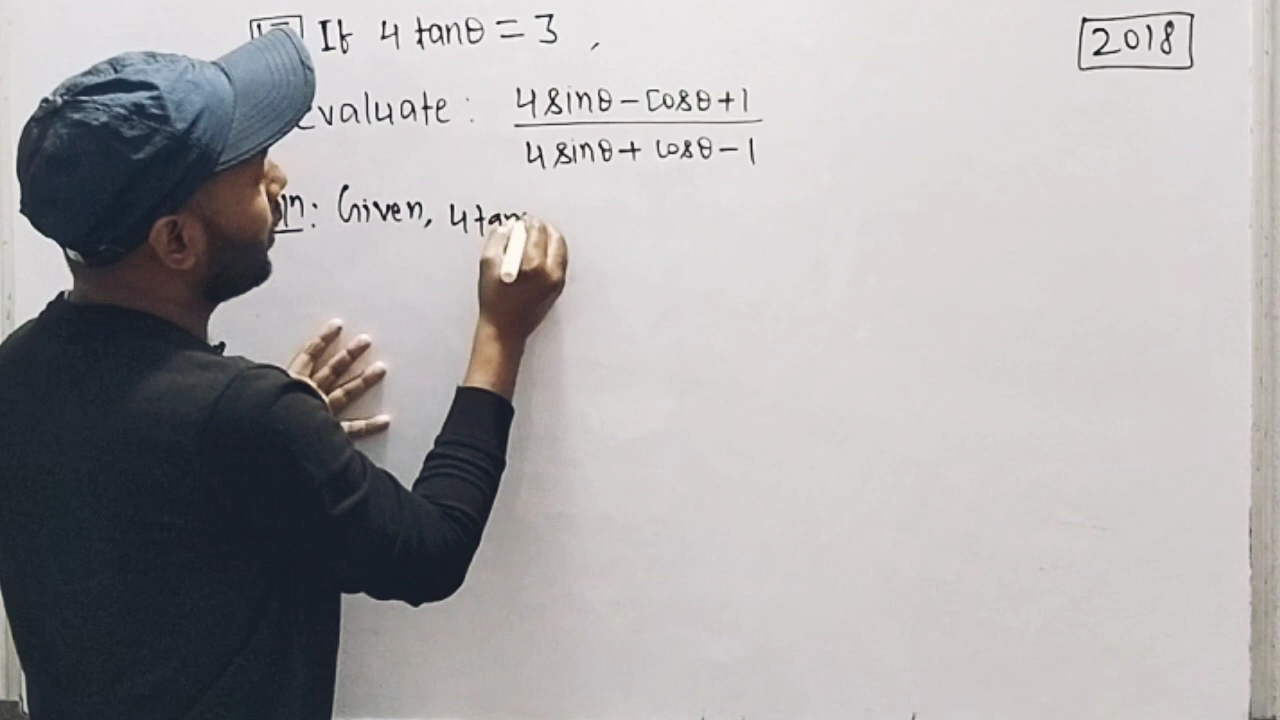 If 4 tanθ = 3 ,
2018
Evaluate : (4 sinθ − cosθ + 1) / (4 sinθ + cosθ − 1)
Given, 4 tan